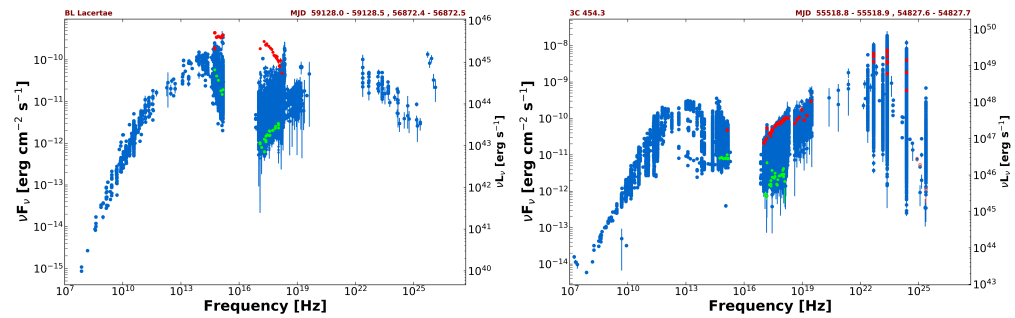 BL Lacertae MJD 59128.0 - 59128.5 , 56872.4 - 56872.5
10⁻¹⁰
10⁻¹¹
10⁻¹²
10⁻¹³
10⁻¹⁴
10⁻¹⁵
νFν [erg cm⁻² s⁻¹]
10⁴⁶
10⁴⁵
10⁴⁴
10⁴³
10⁴²
10⁴¹
10⁴⁰
νLν [erg s⁻¹]
10⁷ 10¹⁰ 10¹³ 10¹⁶ 10¹⁹ 10²² 10²⁵
Frequency [Hz]
3C 454.3 MJD 55518.8 - 55518.9 , 54827.6 - 54827.7
10⁻⁸
10⁻⁹
10⁻¹⁰
10⁻¹¹
10⁻¹²
10⁻¹³
10⁻¹⁴
νFν [erg cm⁻² s⁻¹]
10⁵⁰
10⁴⁹
10⁴⁸
10⁴⁷
10⁴⁶
10⁴⁵
10⁴⁴
10⁴³
νLν [erg s⁻¹]
10⁷ 10¹⁰ 10¹³ 10¹⁶ 10¹⁹ 10²² 10²⁵
Frequency [Hz]